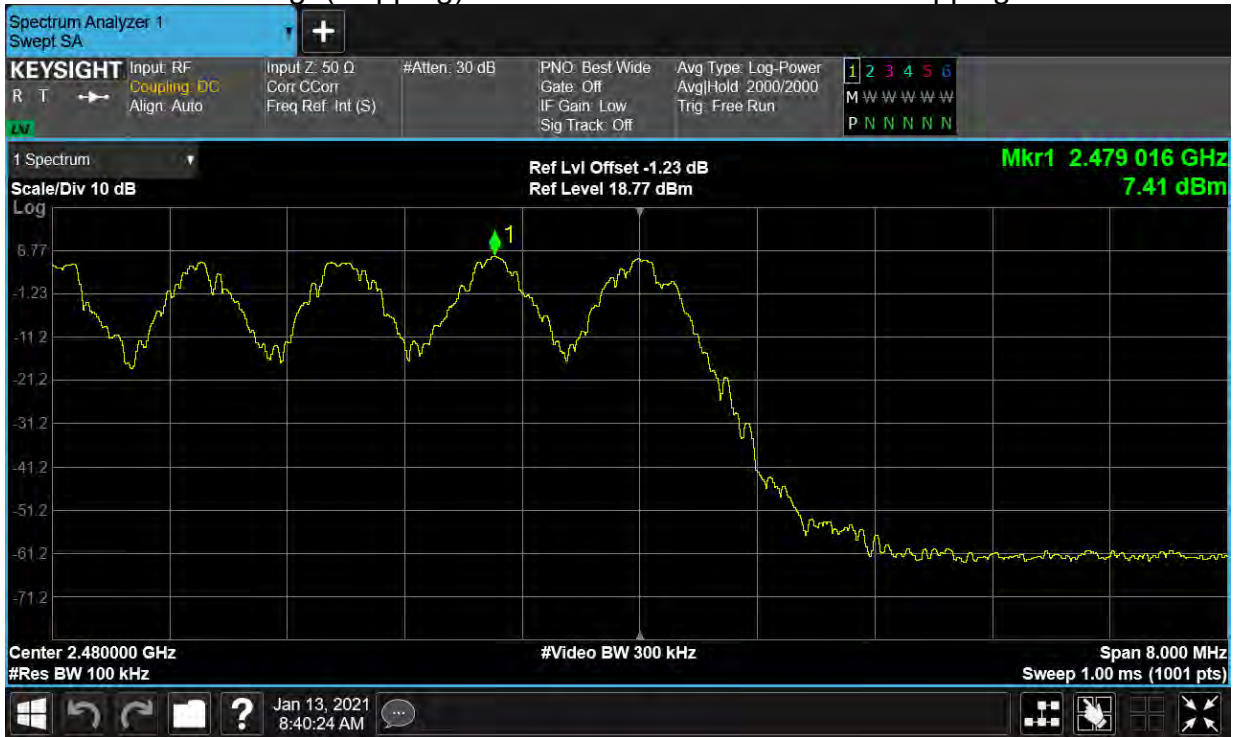 Spectrum Analyzer 1
Swept SA
+
KEYSIGHT
R T
LXI
Input: RF
Coupling: DC
Align: Auto
Input Z: 50 Ω
Corr CCorr
Freq Ref: Int (S)
#Atten: 30 dB
PNO: Best Wide
Gate: Off
IF Gain: Low
Sig Track: Off
Avg Type: Log-Power
Avg|Hold: 2000/2000
Trig: Free Run
1 2 3 4 5 6
M W W W W W
P N N N N N N
1 Spectrum
Scale/Div 10 dB
Log
Ref Lvl Offset -1.23 dB
Ref Level 18.77 dBm
Mkr1 2.479 016 GHz
7.41 dBm
1
8.77
-1.23
-11.2
-21.2
-31.2
-41.2
-51.2
-61.2
-71.2
Center 2.480000 GHz
#Res BW 100 kHz
#Video BW 300 kHz
Span 8.000 MHz
Sweep 1.00 ms (1001 pts)
?
Jan 13, 2021
8:40:24 AM